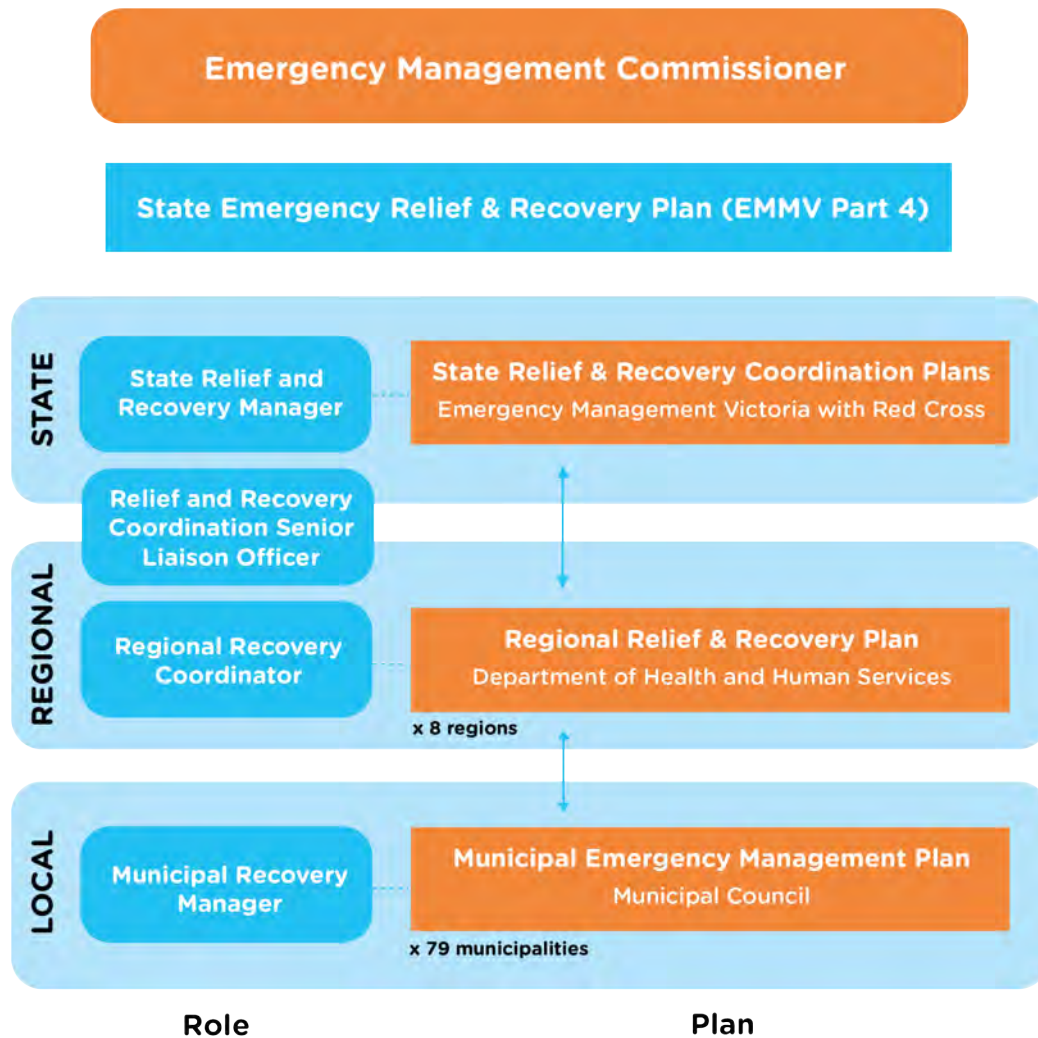 Emergency Management Commissioner
State Emergency Relief & Recovery Plan (EMMV Part 4)
STATE
State Relief and
Recovery Manager
State Relief & Recovery Coordination Plans
Emergency Management Victoria with Red Cross
Relief and Recovery
Coordination Senior
Liaison Officer
REGIONAL
Regional Recovery
Coordinator
Regional Relief & Recovery Plan
Department of Health and Human Services
x 8 regions
LOCAL
Municipal Recovery
Manager
Municipal Emergency Management Plan
Municipal Council
x 79 municipalities
Role
Plan